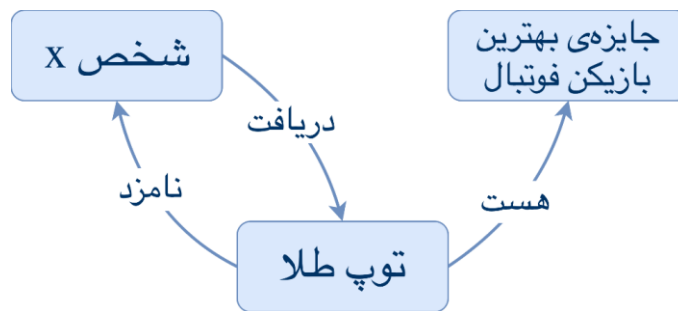 شخص x
جایزه‌ی بهترین
بازیکن فوتبال
دریافت
نامزد
هست
توپ طلا